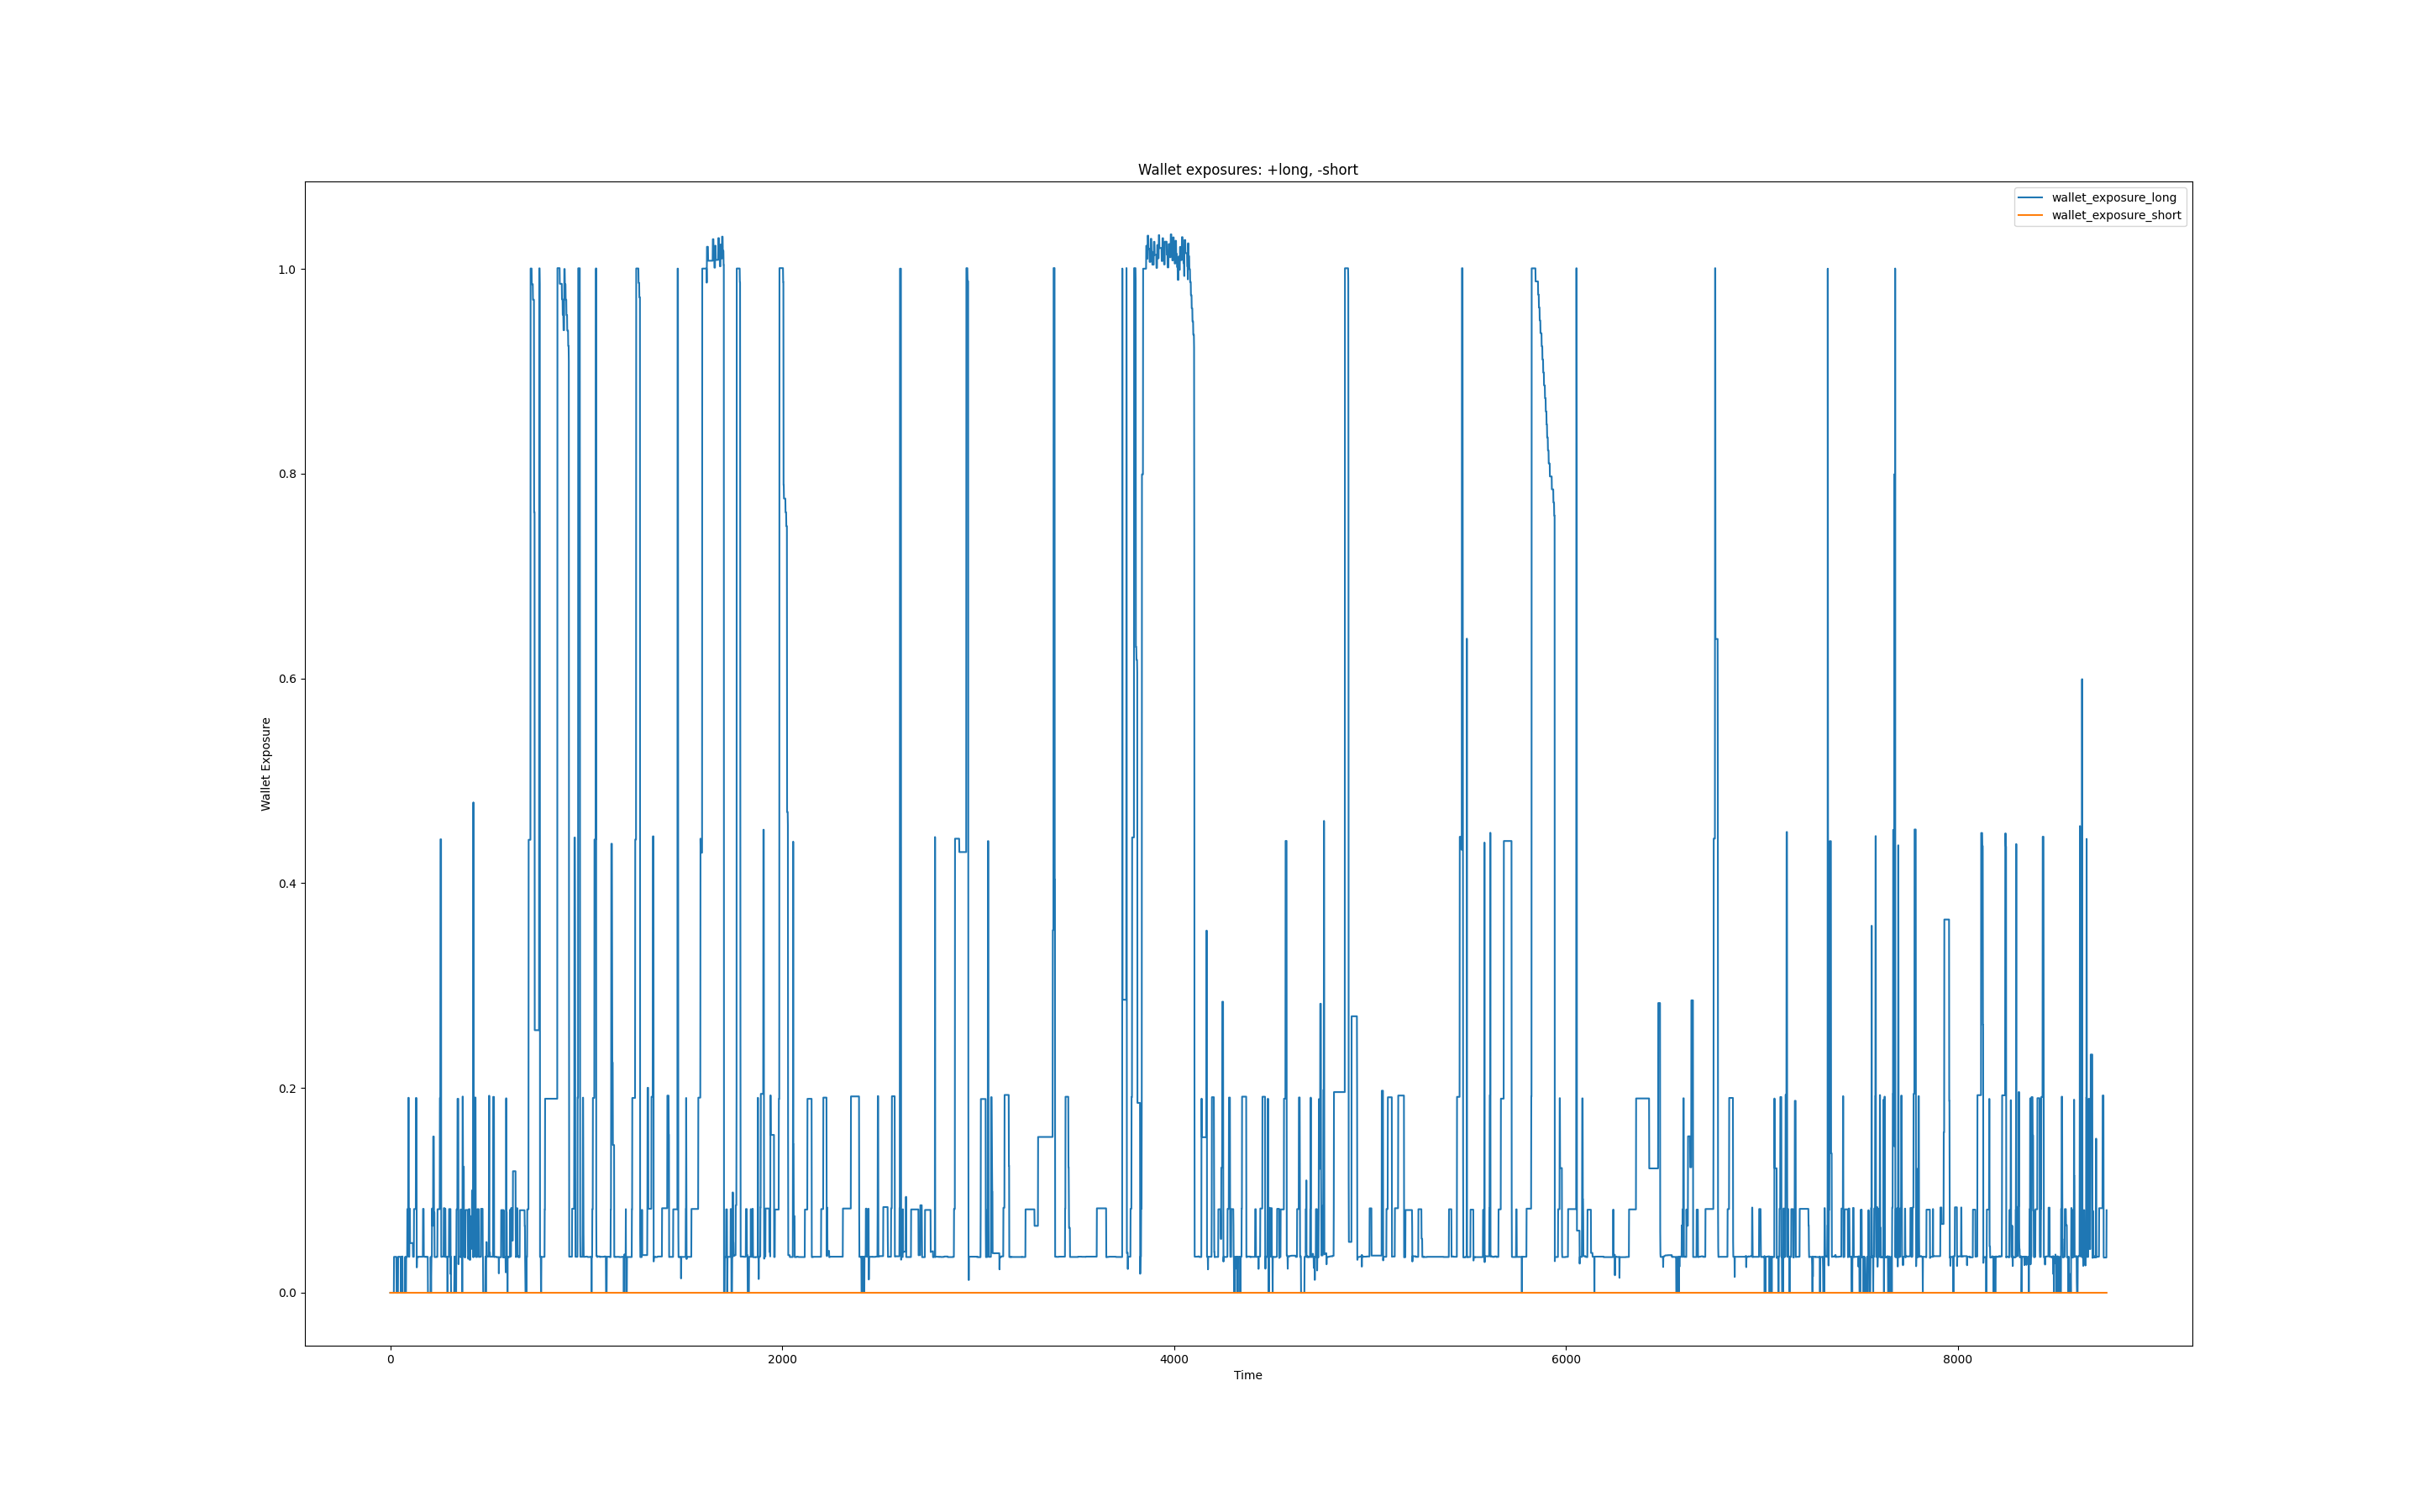 Wallet exposures: +long, -short
wallet_exposure_long
wallet_exposure_short
1.0
0.8
0.6
0.4
0.2
0.0
Wallet Exposure
0 2000 4000 6000 8000
Time